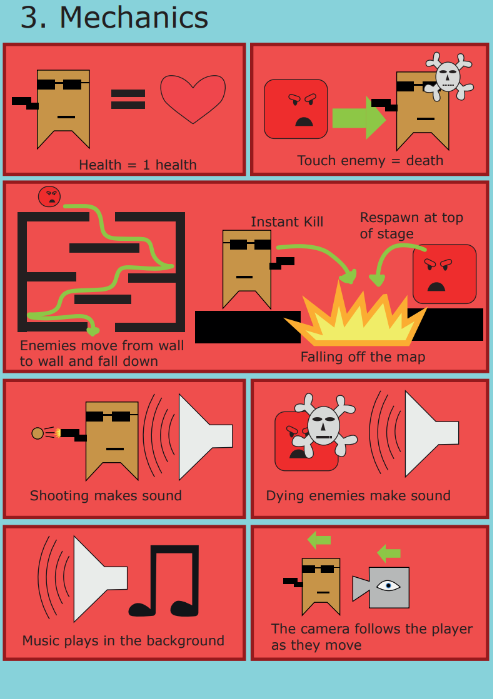 3. Mechanics
Health = 1 health
Touch enemy = death
Enemies move from wall
to wall and fall down
Instant Kill
Respawn at top
of stage
Falling off the map
Shooting makes sound
Dying enemies make sound
Music plays in the background
The camera follows the player
as they move